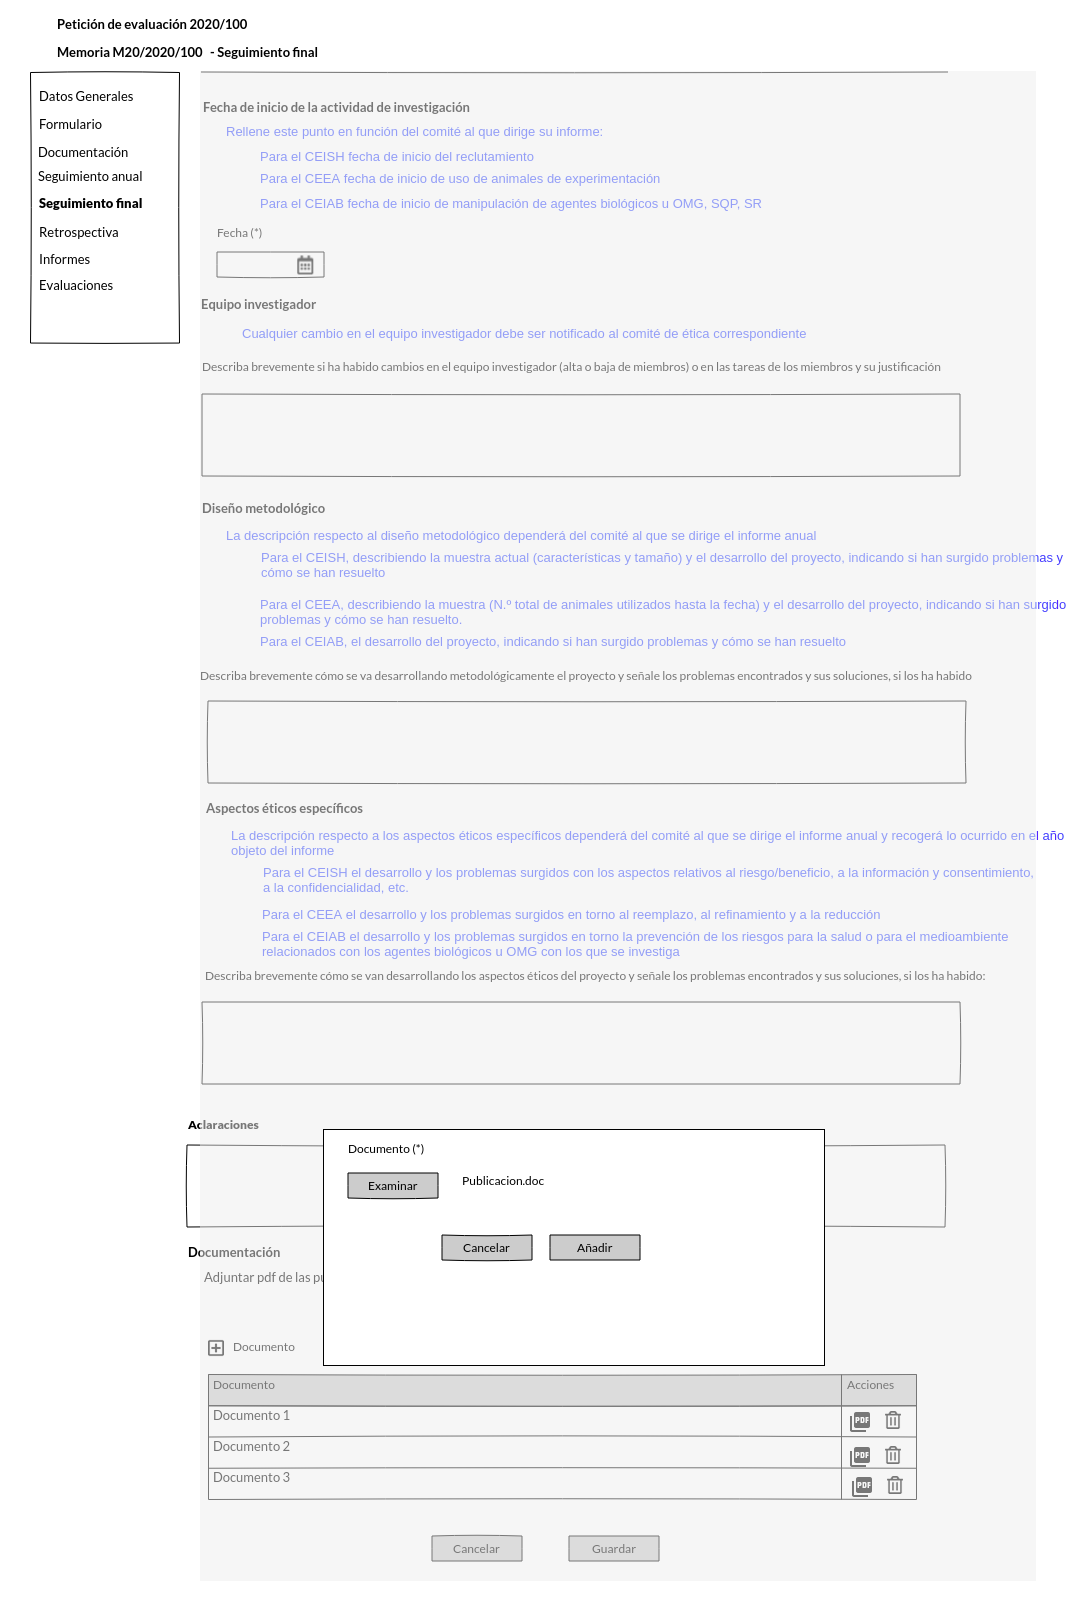 Petición de evaluación 2020/100
Memoria M20/2020/100 - Seguimiento final
Datos Generales
Formulario
Documentación
Seguimiento anual
Seguimiento final
Retrospectiva
Informes
Evaluaciones
Fecha de inicio de la actividad de investigación
Rellene este punto en función del comité al que dirige su informe:
Para el CEISH fecha de inicio del reclutamiento
Para el CEEA fecha de inicio de uso de animales de experimentación
Para el CEIAB fecha de inicio de manipulación de agentes biológicos u OMG, SQP, SR
Fecha (*)
Equipo investigador
Cualquier cambio en el equipo investigador debe ser notificado al comité de ética correspondiente
Describa brevemente si ha habido cambios en el equipo investigador (alta o baja de miembros) o en las tareas de los miembros y su justificación
Diseño metodológico
La descripción respecto al diseño metodológico dependerá del comité al que se dirige el informe anual
Para el CEISH, describiendo la muestra actual (características y tamaño) y el desarrollo del proyecto, indicando si han surgido problemas y
cómo se han resuelto
Para el CEEA, describiendo la muestra (N.º total de animales utilizados hasta la fecha) y el desarrollo del proyecto, indicando si han surgido
problemas y cómo se han resuelto.
Para el CEIAB, el desarrollo del proyecto, indicando si han surgido problemas y cómo se han resuelto
Describa brevemente cómo se va desarrollando metodológicamente el proyecto y señale los problemas encontrados y sus soluciones, si los ha habido
Aspectos éticos específicos
La descripción respecto a los aspectos éticos específicos dependerá del comité al que se dirige el informe anual y recogerá lo ocurrido en el año
objeto del informe
Para el CEISH el desarrollo y los problemas surgidos con los aspectos relativos al riesgo/beneficio, a la información y consentimiento,
a la confidencialidad, etc.
Para el CEEA el desarrollo y los problemas surgidos en torno al reemplazo, al refinamiento y a la reducción
Para el CEIAB el desarrollo y los problemas surgidos en torno la prevención de los riesgos para la salud o para el medioambiente
relacionados con los agentes biológicos u OMG con los que se investiga
Describa brevemente cómo se van desarrollando los aspectos éticos del proyecto y señale los problemas encontrados y sus soluciones, si los ha habido:
Aclaraciones
Documento (*)
Examinar
Publicacion.doc
Cancelar
Añadir
Documentación
Adjuntar pdf de las
Documento
Documento
Acciones
Documento 1
PDF
Documento 2
PDF
Documento 3
PDF
Cancelar
Guardar